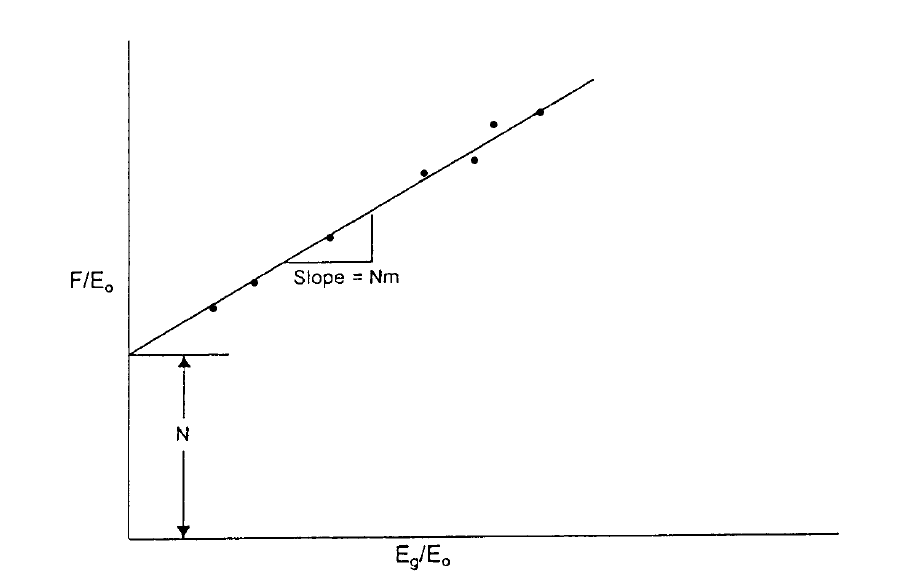 F/Eo
Slope = Nm
N
Eg/Eo